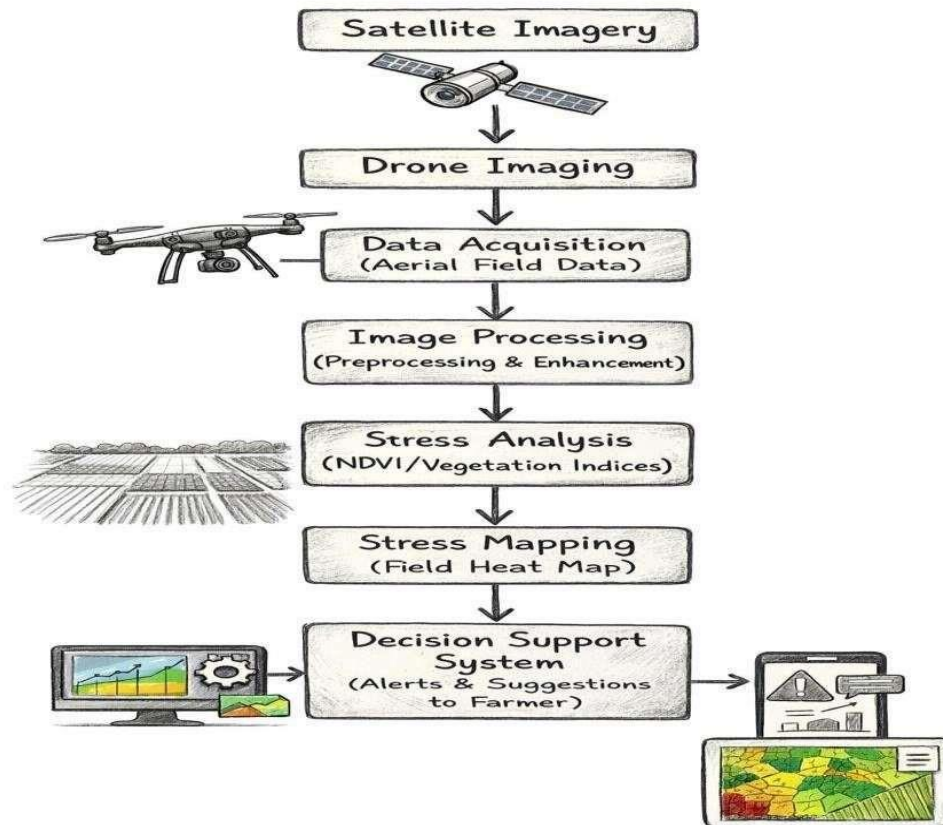 Satellite Imagery
Drone Imaging
Data Acquisition
(Aerial Field Data)
Image Processing
(Preprocessing & Enhancement)
Stress Analysis
(NDVI/Vegetation Indices)
Stress Mapping
(Field Heat Map)
Decision Support
System
(Alerts & Suggestions
to Farmer)